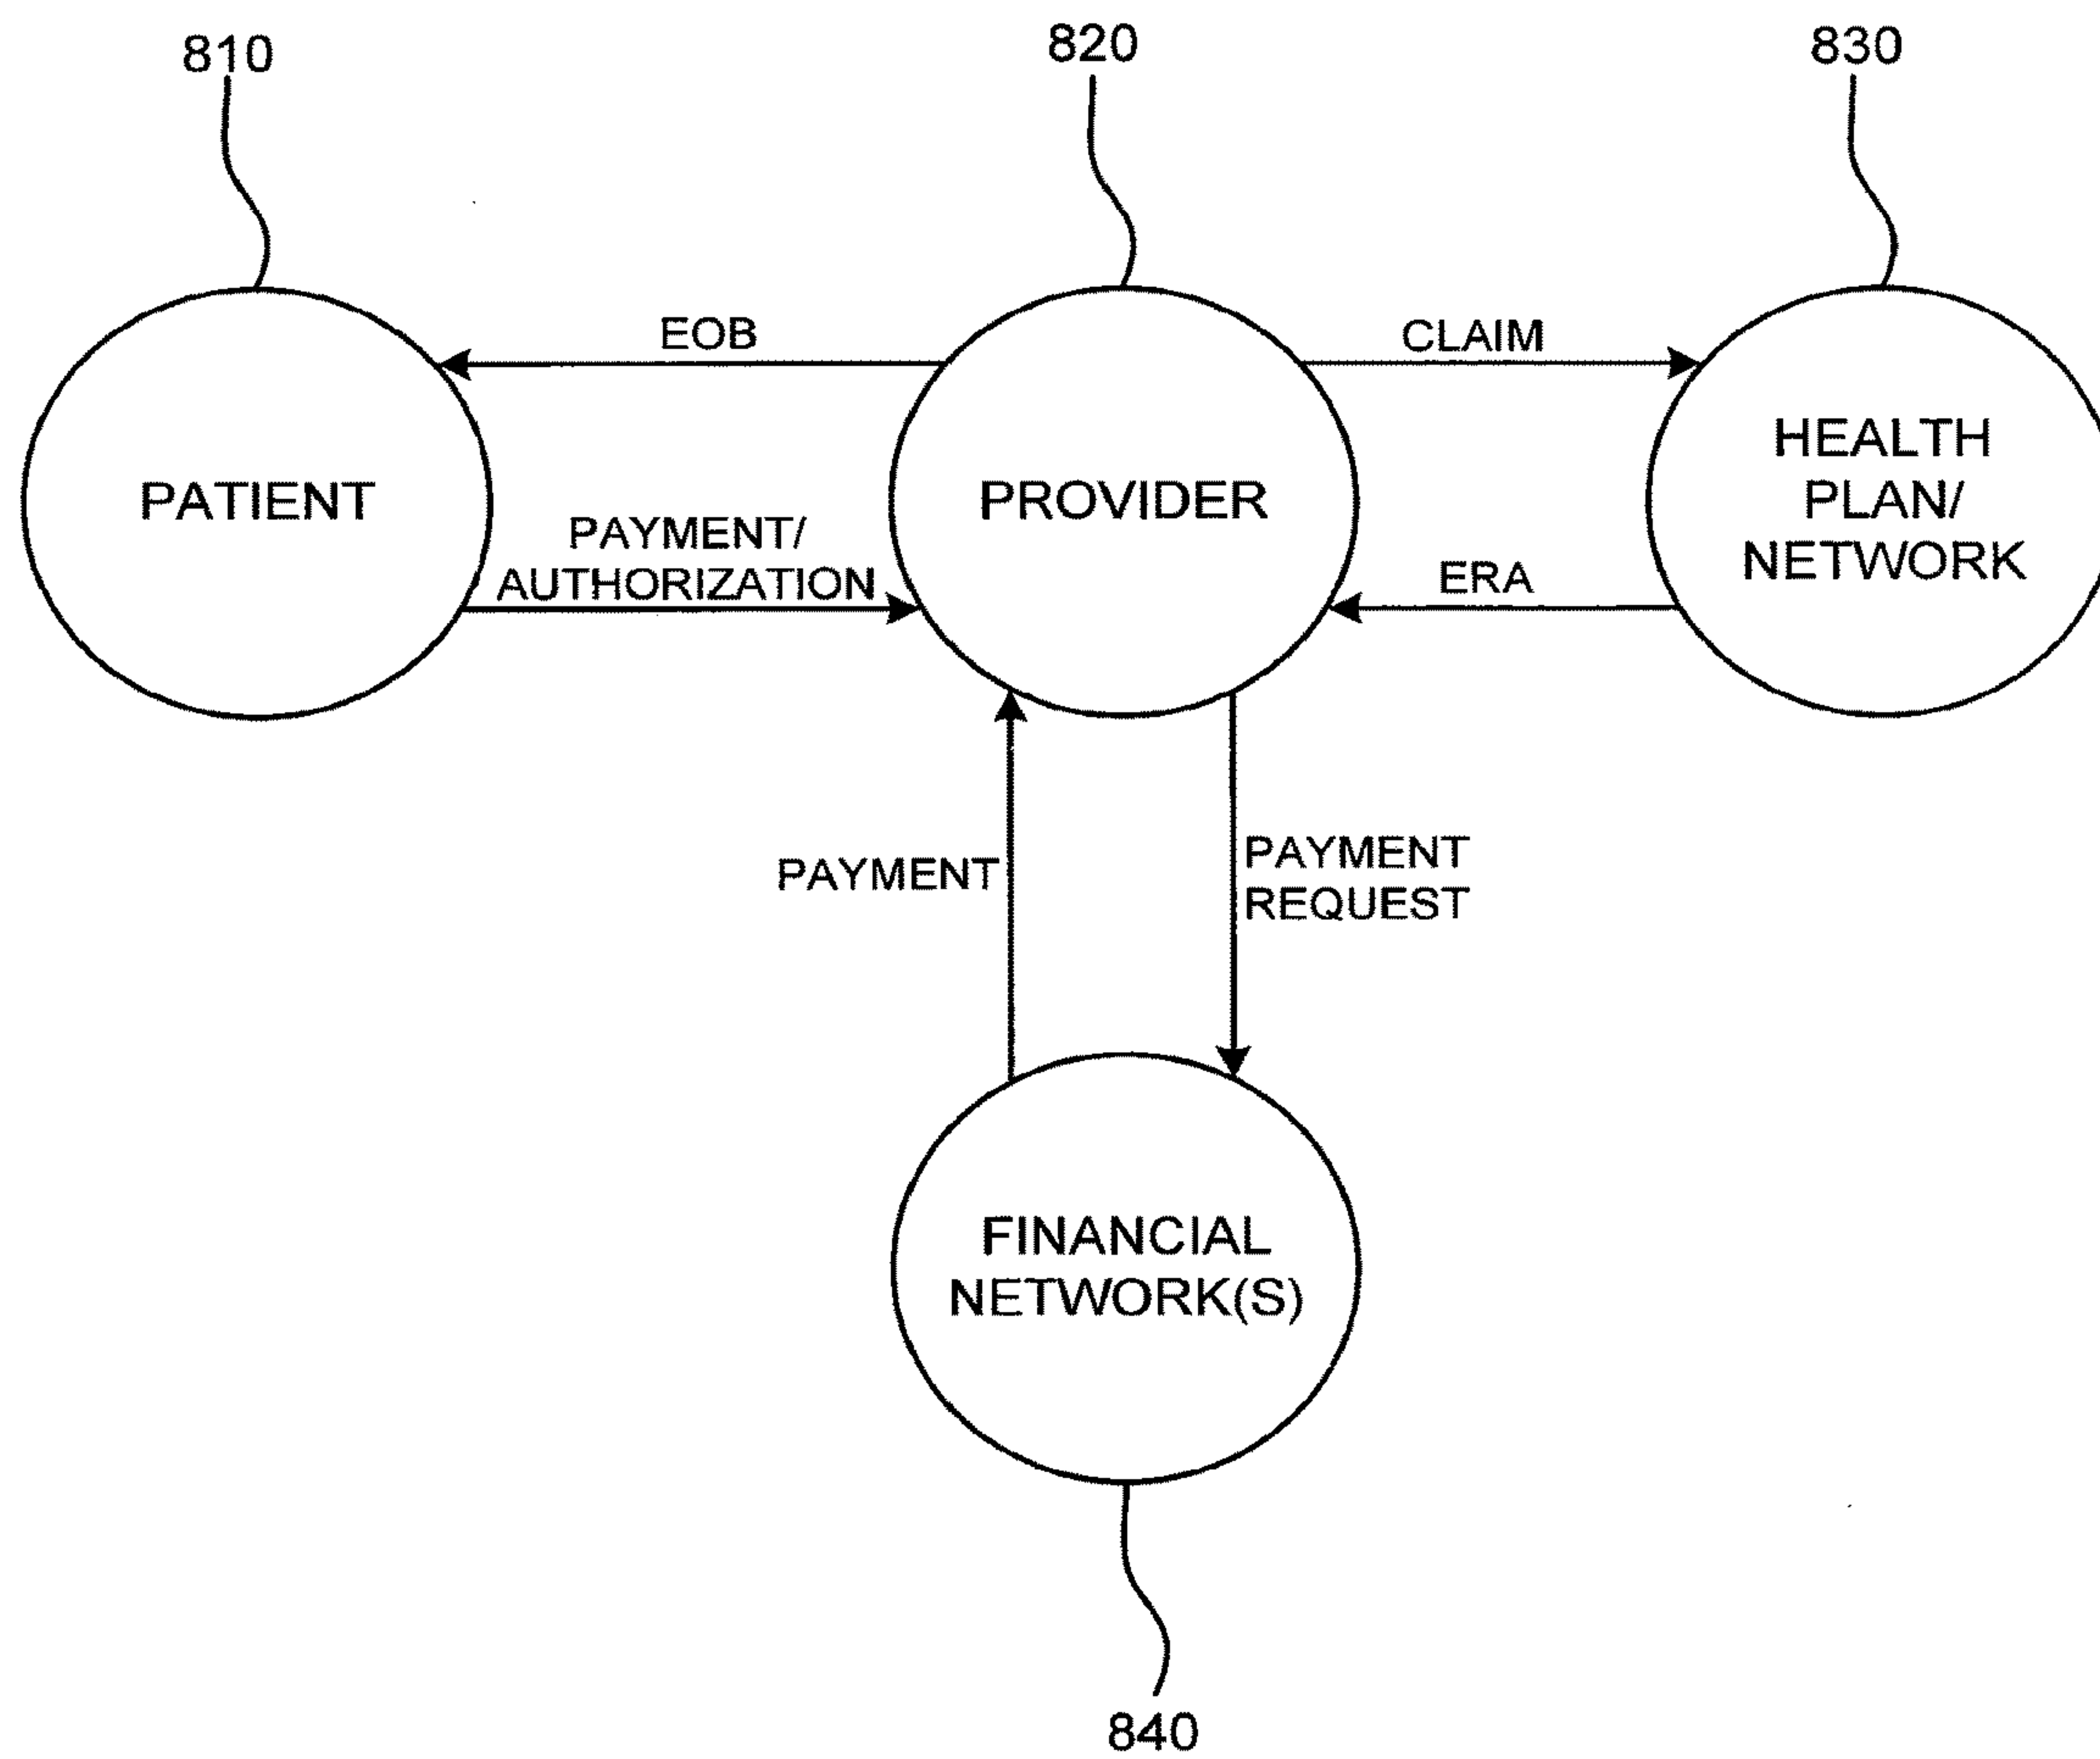 810
820
830
EOB
CLAIM
PATIENT
PAYMENT/
AUTHORIZATION
PROVIDER
HEALTH
PLAN/
NETWORK
ERA
PAYMENT
PAYMENT
REQUEST
FINANCIAL
NETWORK(S)
840